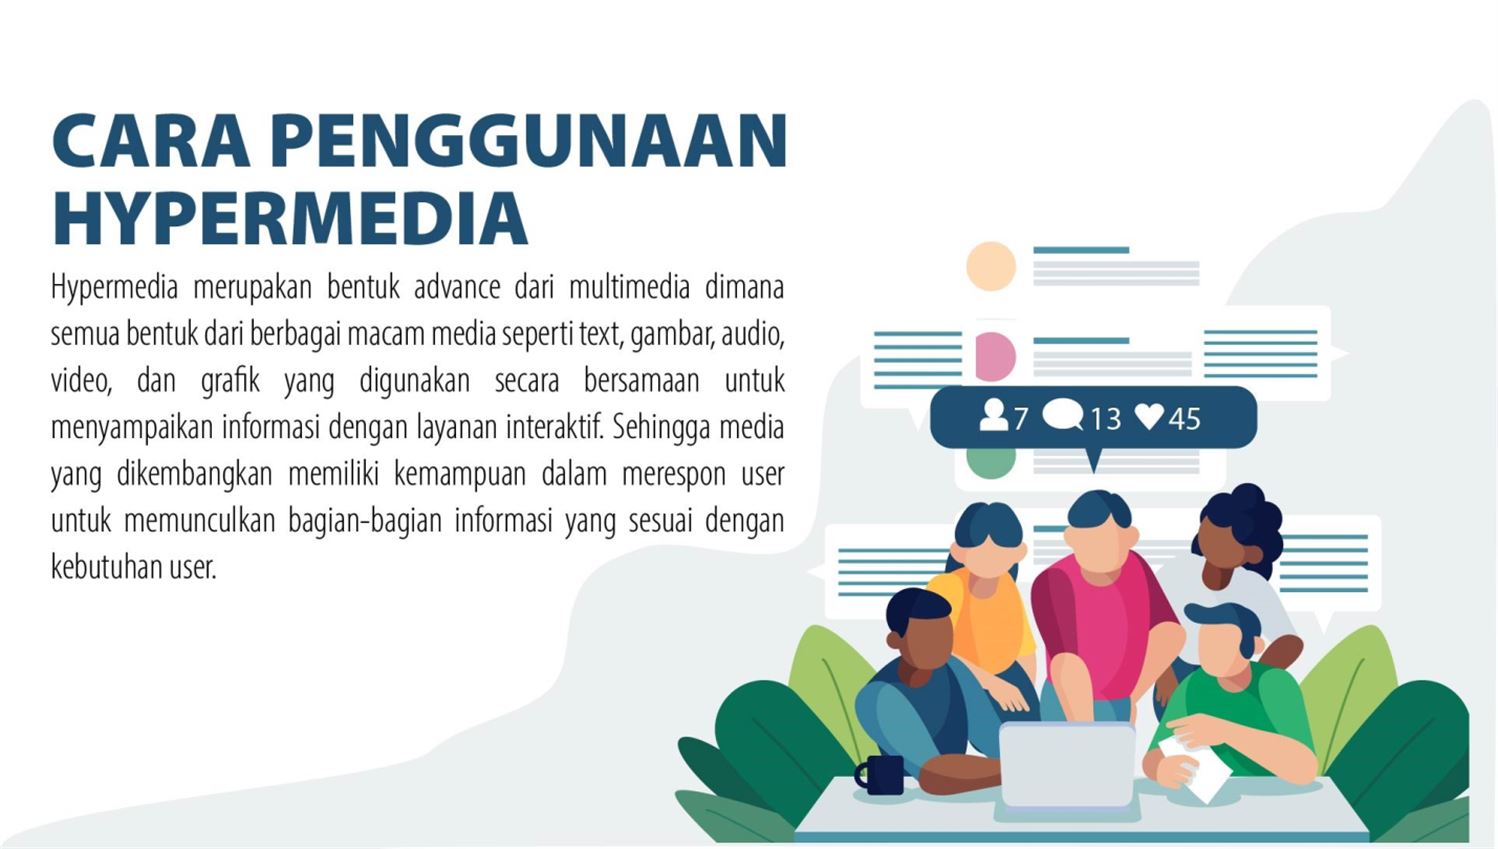 CARA PENGGUNAAN
HYPERMEDIA
Hypermedia merupakan bentuk advance dari multimedia dimana
semua bentuk dari berbagai macam media seperti text, gambar, audio,
video, dan grafik yang digunakan secara bersamaan untuk
menyampaikan informasi dengan layanan interaktif. Sehingga media
yang dikembangkan memiliki kemampuan dalam merespon user
untuk memunculkan bagian-bagian informasi yang sesuai dengan
kebutuhan user.
7 13 45